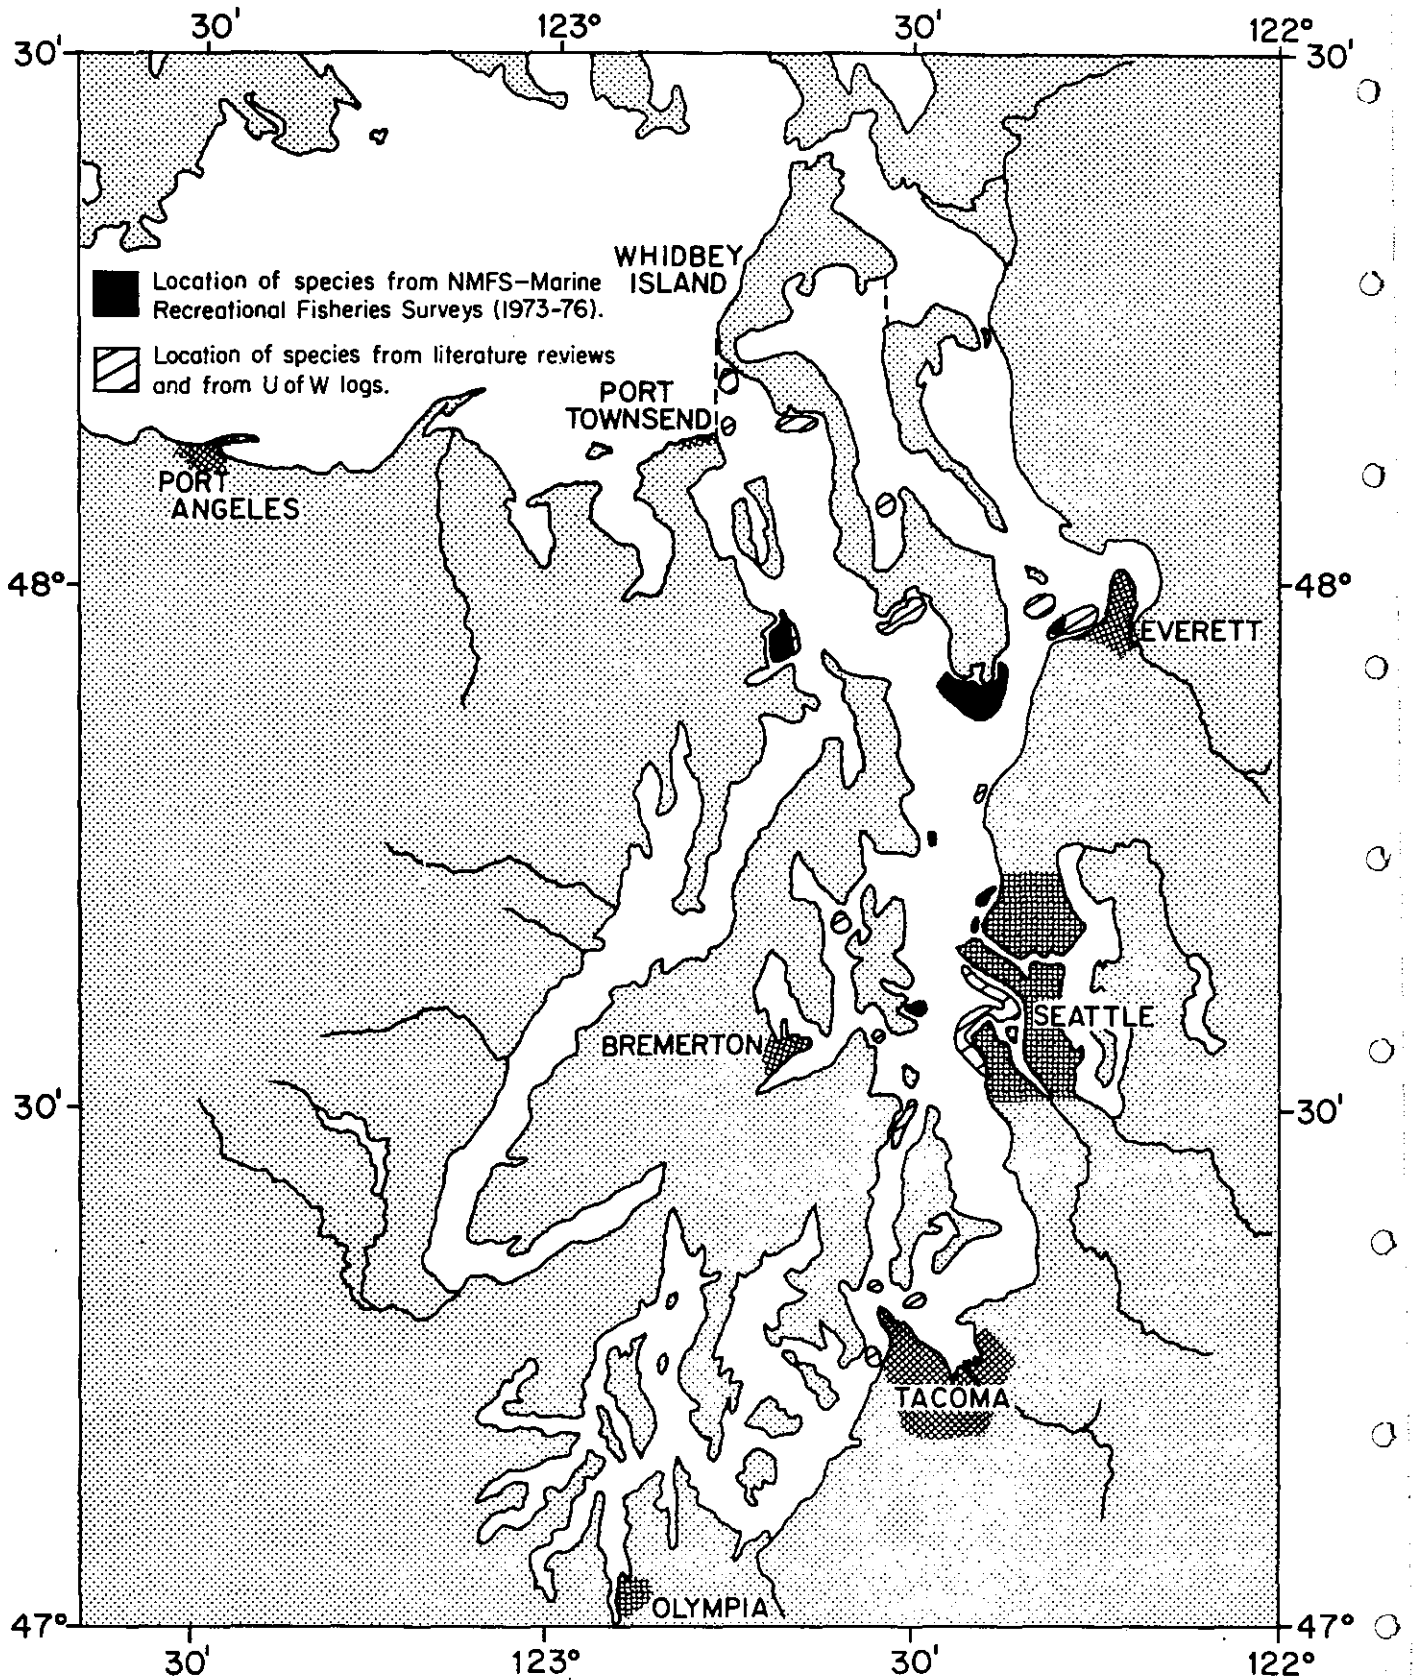 30' 123° 30' 122°
30' 30'
WHIDBEY
ISLAND
Location of species from NMFS-Marine
Recreational Fisheries Surveys (1973-76).
Location of species from literature reviews
and from U of W logs.
PORT
TOWNSEND
PORT
ANGELES
48° 48°
EVERETT
SEATTLE
BREMERTON
30' 30'
TACOMA
OLYMPIA
47° 47°
30' 123° 30' 122°